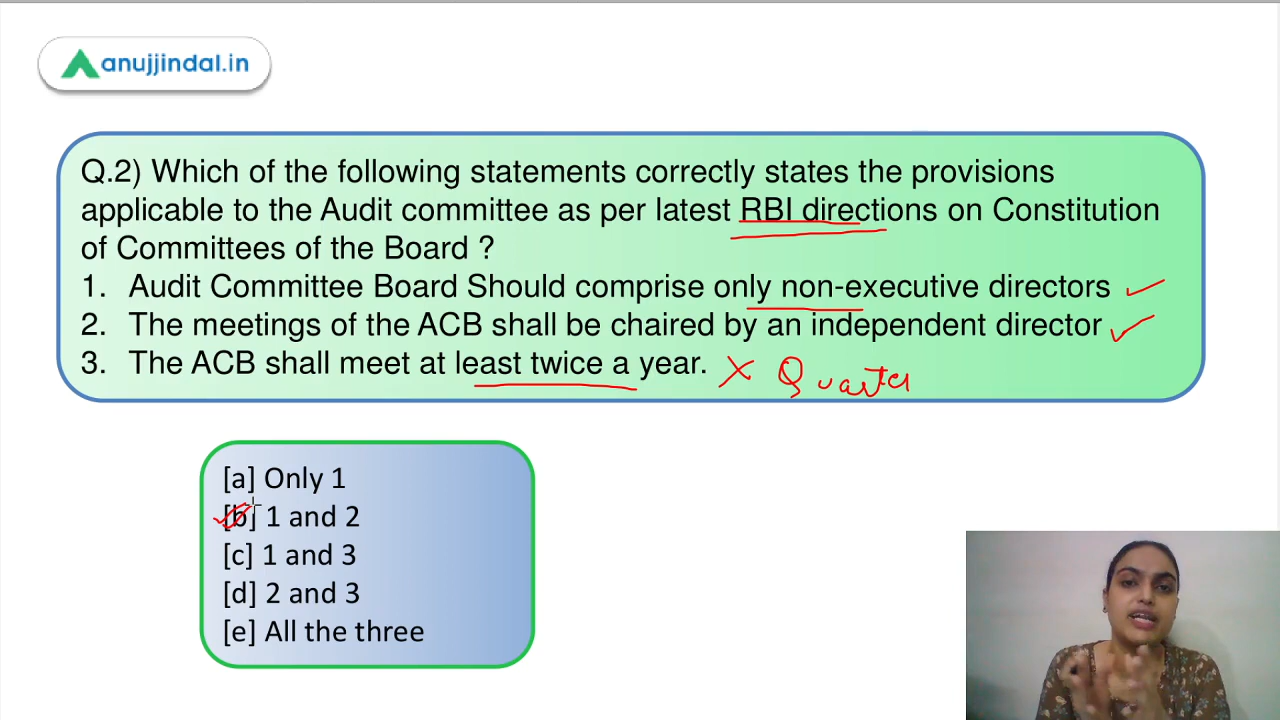 anujjindal.in
Q.2) Which of the following statements correctly states the provisions
applicable to the Audit committee as per latest RBI directions on Constitution
of Committees of the Board ?
1. Audit Committee Board Should comprise only non-executive directors
2. The meetings of the ACB shall be chaired by an independent director
3. The ACB shall meet at least twice a year. X Quarter
[a] Only 1
[b] 1 and 2
[c] 1 and 3
[d] 2 and 3
[e] All the three